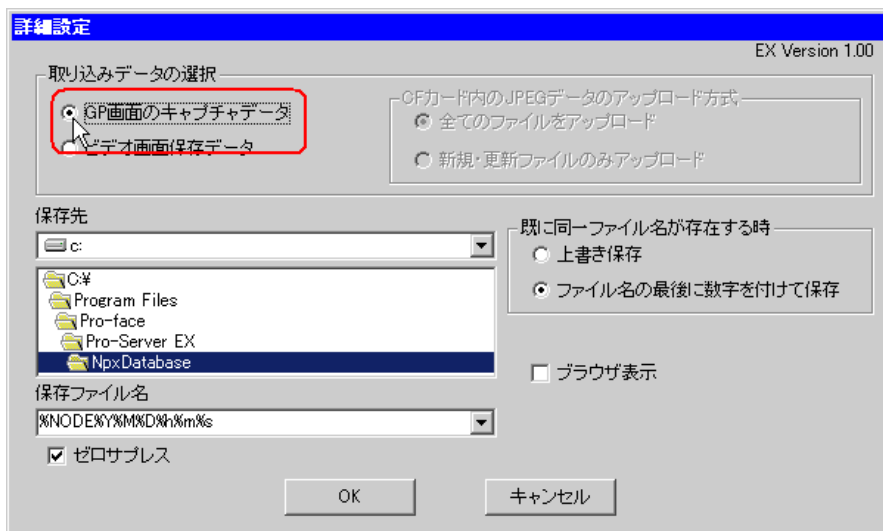 詳細設定
EX Version 1.00
取り込みデータの選択
GP画面のキャプチャデータ
ビデオ画面保存データ
CFカード内のJPEGデータのアップロード方式
全てのファイルをアップロード
新規・更新ファイルのみアップロード
保存先
c:
C:¥
Program Files
Pro-face
Pro-Server EX
NpxDatabase
既に同一ファイル名が存在する時
上書き保存
ファイル名の最後に数字を付けて保存
ブラウザ表示
保存ファイル名
%NODE%Y%M%D%h%m%s
ゼロサプレス
OK
キャンセル